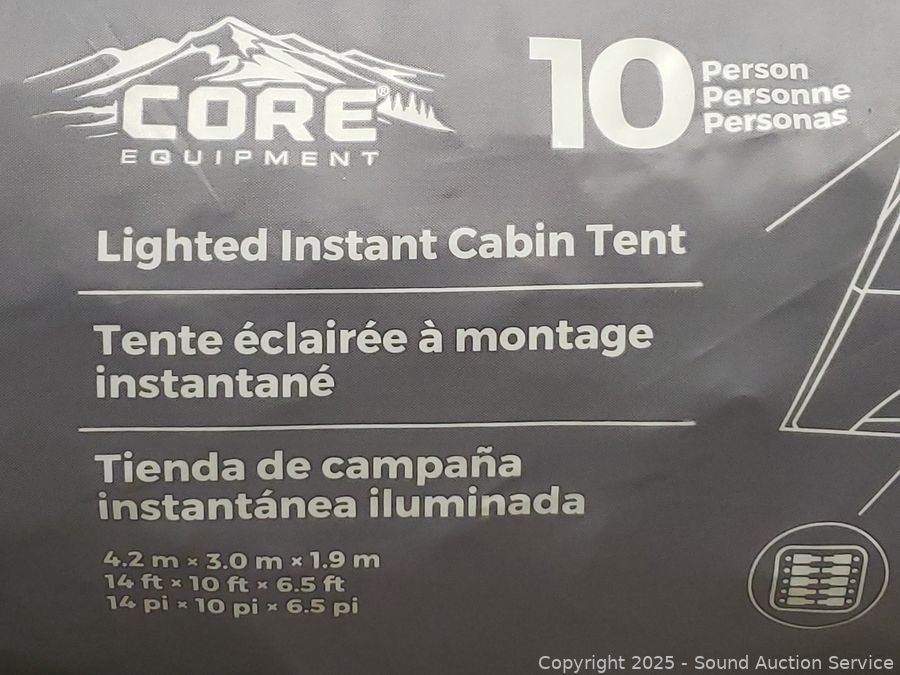 CORE®
EQUIPMENT
10
Person
Personne
Personas
Lighted Instant Cabin Tent
Tente éclairée à montage
instantané
Tienda de campaña
instantánea iluminada
4.2 m × 3.0 m × 1.9 m
14 ft × 10 ft × 6.5 ft
14 pi × 10 pi × 6.5 pi
Copyright 2025 - Sound Auction Service